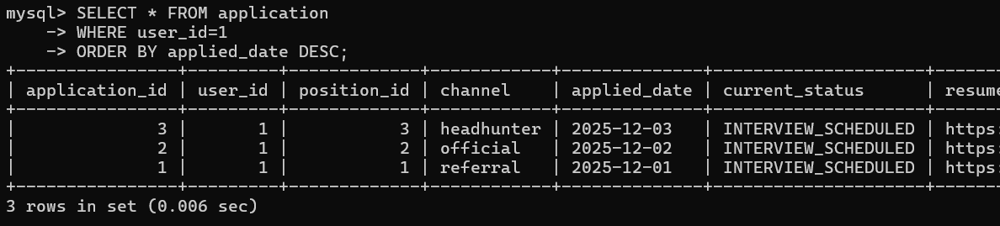 mysql> SELECT * FROM application
    -> WHERE user_id=1
    -> ORDER BY applied_date DESC;
+----------------+---------+-------------+------------+--------------+---------------------+-------
| application_id | user_id | position_id | channel    | applied_date | current_status      | resume
+----------------+---------+-------------+------------+--------------+---------------------+-------
|              3 |       1 |           3 | headhunter | 2025-12-03   | INTERVIEW_SCHEDULED | https:
|              2 |       1 |           2 | official   | 2025-12-02   | INTERVIEW_SCHEDULED | https:
|              1 |       1 |           1 | referral   | 2025-12-01   | INTERVIEW_SCHEDULED | https:
+----------------+---------+-------------+------------+--------------+---------------------+-------
3 rows in set (0.006 sec)